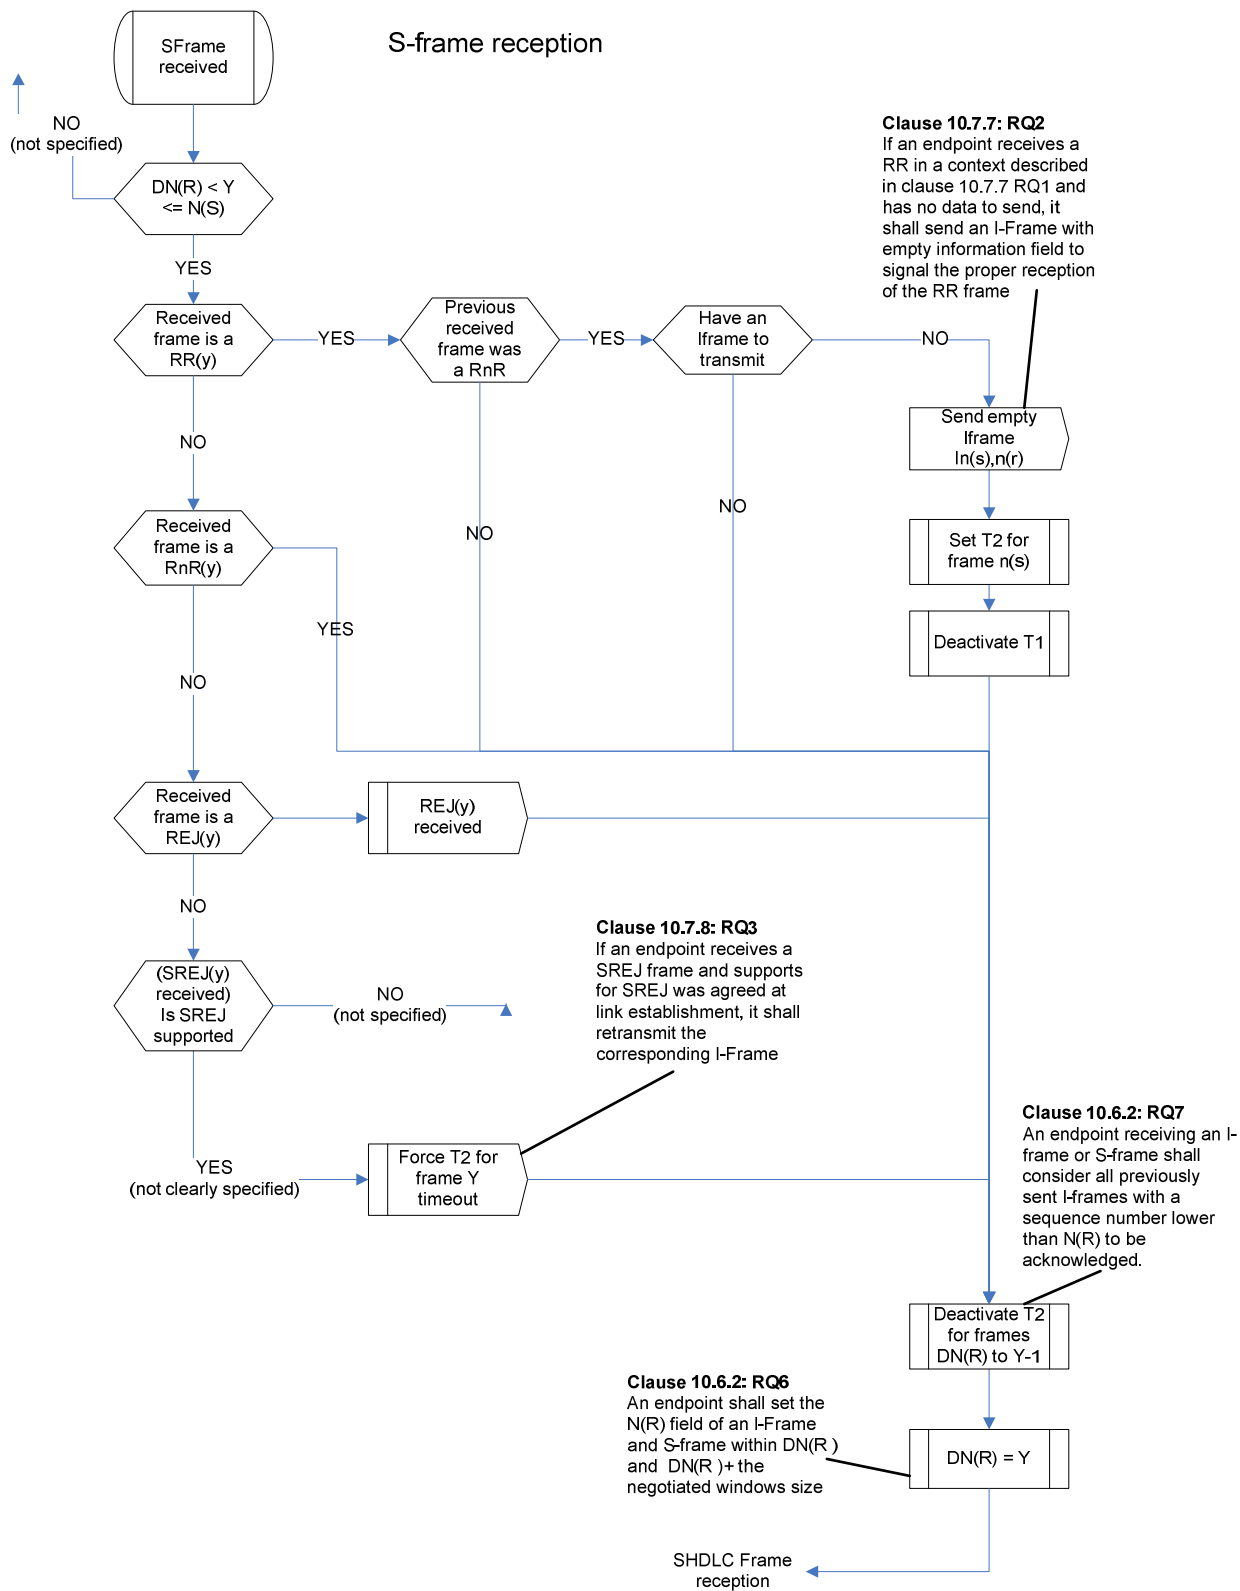 S-frame reception
SFrame
received
NO
(not specified)
DN(R) < Y
<= N(S)
YES
Clause 10.7.7: RQ2
If an endpoint receives a
RR in a context described
in clause 10.7.7 RQ1 and
has no data to send, it
shall send an I-Frame with
empty information field to
signal the proper reception
of the RR frame
Received
frame is a
RR(y)
YES
Previous
received
frame was
a RnR
YES
Have an
Iframe to
transmit
NO
Send empty
Iframe
In(s),n(r)
NO
NO
NO
Received
frame is a
RnR(y)
YES
Set T2 for
frame n(s)
Deactivate T1
NO
Received
frame is a
REJ(y)
REJ(y)
received
NO
Clause 10.7.8: RQ3
If an endpoint receives a
SREJ frame and supports
for SREJ was agreed at
link establishment, it shall
retransmit the
corresponding I-Frame
(SREJ(y)
received)
Is SREJ
supported
NO
(not specified)
YES
(not clearly specified)
Force T2 for
frame Y
timeout
Clause 10.6.2: RQ7
An endpoint receiving an I-
frame or S-frame shall
consider all previously
sent I-frames with a
sequence number lower
than N(R) to be
acknowledged.
Deactivate T2
for frames
DN(R) to Y-1
Clause 10.6.2: RQ6
An endpoint shall set the
N(R) field of an I-Frame
and S-frame within DN(R )
and  DN(R )+ the
negotiated windows size
DN(R) = Y
SHDLC Frame
reception